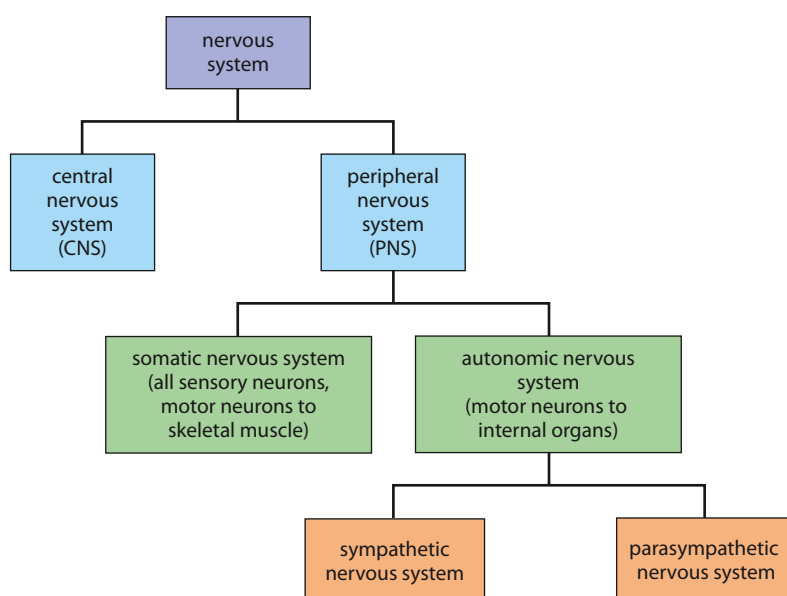 nervous
system
central
nervous
system
(CNS)
peripheral
nervous
system
(PNS)
somatic nervous system
(all sensory neurons,
motor neurons to
skeletal muscle)
autonomic nervous
system
(motor neurons to
internal organs)
sympathetic
nervous system
parasympathetic
nervous system